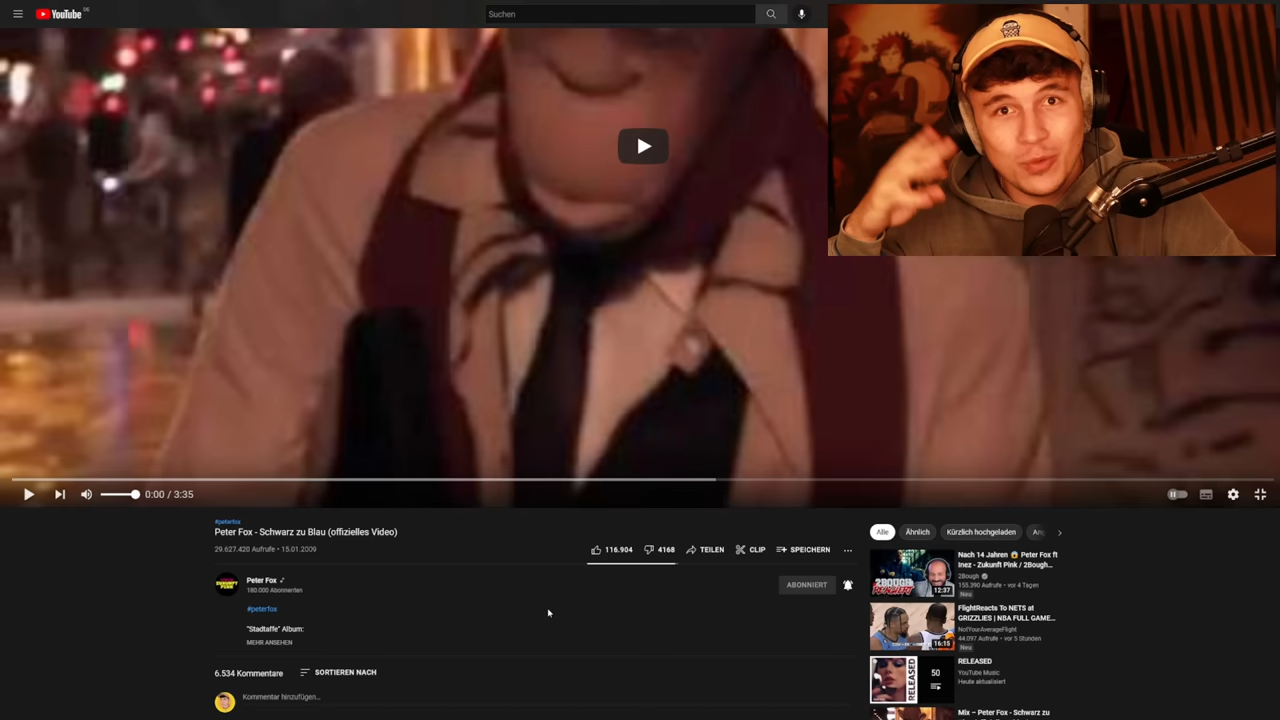 YouTube DE
Suchen
0:00 / 3:35
#peterfox
Peter Fox - Schwarz zu Blau (offizielles Video)
29.627.420 Aufrufe • 15.01.2009
116.904
4168
TEILEN
CLIP
SPEICHERN
Peter Fox
180.000 Abonnenten
ABONNIERT
#peterfox
"Stadtaffe" Album:
MEHR ANSEHEN
6.534 Kommentare
SORTIEREN NACH
Kommentar hinzufügen...
Alle
Ähnlich
Kürzlich hochgeladen
Nach 14 Jahren 😱 Peter Fox ft
Inez - Zukunft Pink / 2Bough...
2Bough
155.390 Aufrufe • vor 4 Tagen
Neu
2BOUGH
REAGIERT
12:37
FlightReacts To NETS at
GRIZZLIES | NBA FULL GAME...
NotYourAverageFlight
44.097 Aufrufe • vor 5 Stunden
Neu
16:15
RELEASED
YouTube Music
Heute aktualisiert
RELEASED
50
Mix – Peter Fox - Schwarz zu